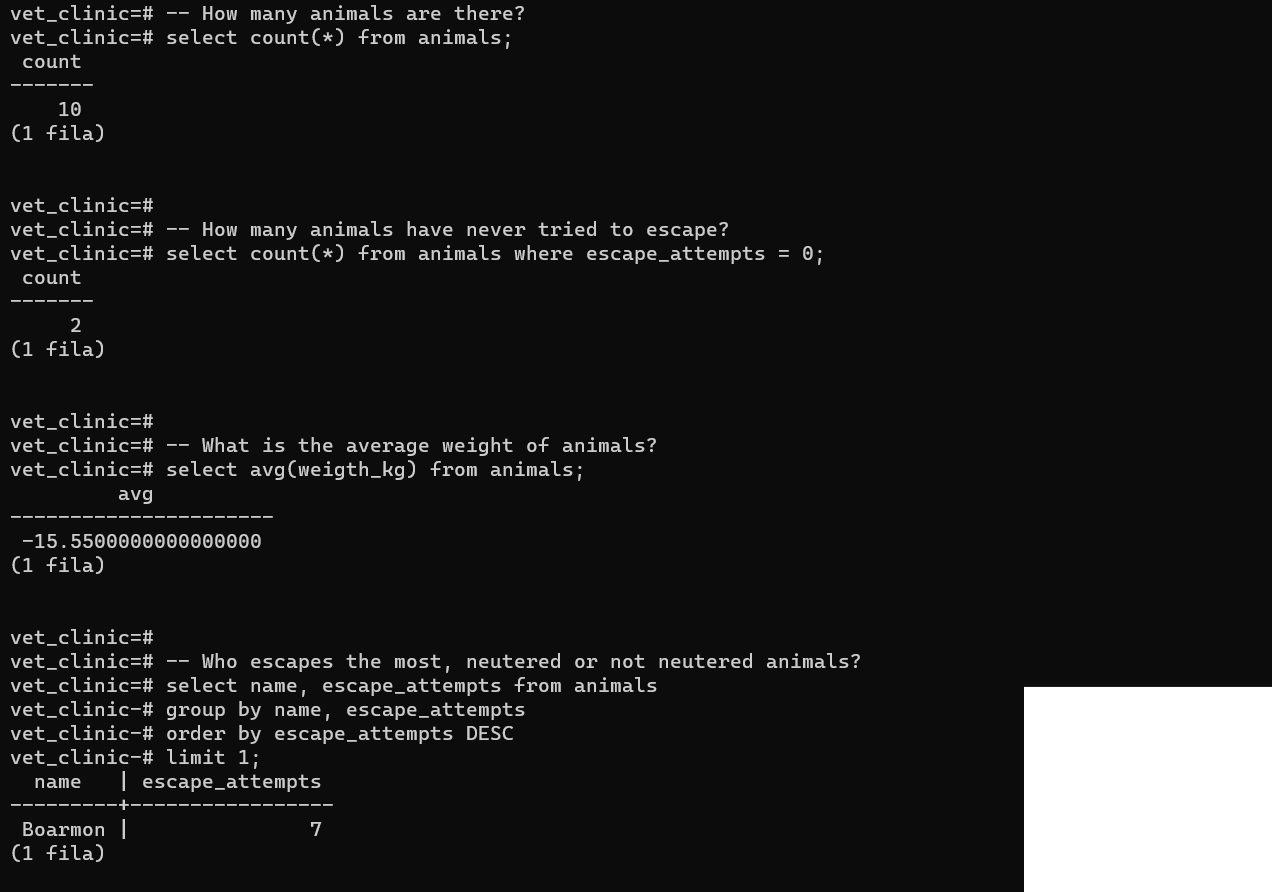 vet_clinic=# -- How many animals are there?
vet_clinic=# select count(*) from animals;
 count
-------
    10
(1 fila)
vet_clinic=#
vet_clinic=# -- How many animals have never tried to escape?
vet_clinic=# select count(*) from animals where escape_attempts = 0;
 count
-------
     2
(1 fila)
vet_clinic=#
vet_clinic=# -- What is the average weight of animals?
vet_clinic=# select avg(weigth_kg) from animals;
         avg
----------------------
 -15.5500000000000000
(1 fila)
vet_clinic=#
vet_clinic=# -- Who escapes the most, neutered or not neutered animals?
vet_clinic=# select name, escape_attempts from animals
vet_clinic-# group by name, escape_attempts
vet_clinic-# order by escape_attempts DESC
vet_clinic-# limit 1;
  name   | escape_attempts
---------+-----------------
 Boarmon |               7
(1 fila)